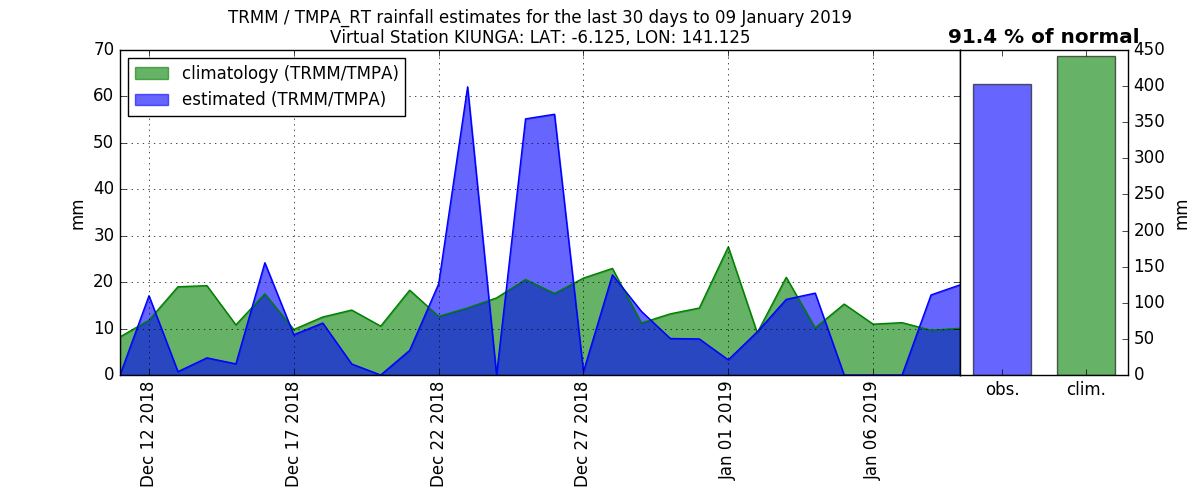 TRMM / TMPA_RT rainfall estimates for the last 30 days to 09 January 2019
Virtual Station KIUNGA: LAT: -6.125, LON: 141.125
91.4 % of normal
climatology (TRMM/TMPA)
estimated (TRMM/TMPA)
70
60
50
40
30
20
10
0
mm
Dec 12 2018
Dec 17 2018
Dec 22 2018
Dec 27 2018
Jan 01 2019
Jan 06 2019
obs.
clim.
450
400
350
300
250
200
150
100
50
0
mm